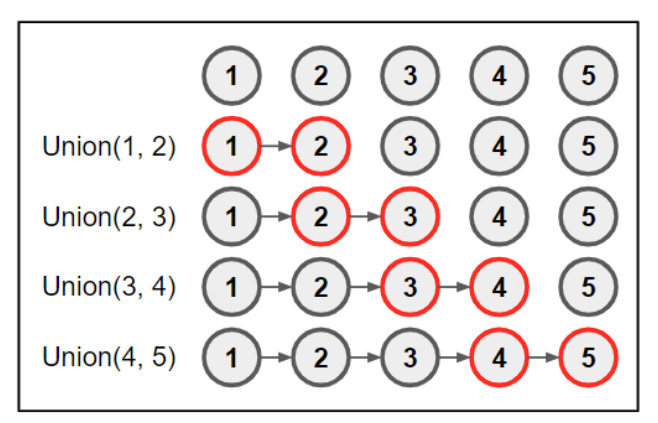 1 2 3 4 5
Union(1, 2) 1 2 3 4 5
Union(2, 3) 1 2 3 4 5
Union(3, 4) 1 2 3 4 5
Union(4, 5) 1 2 3 4 5